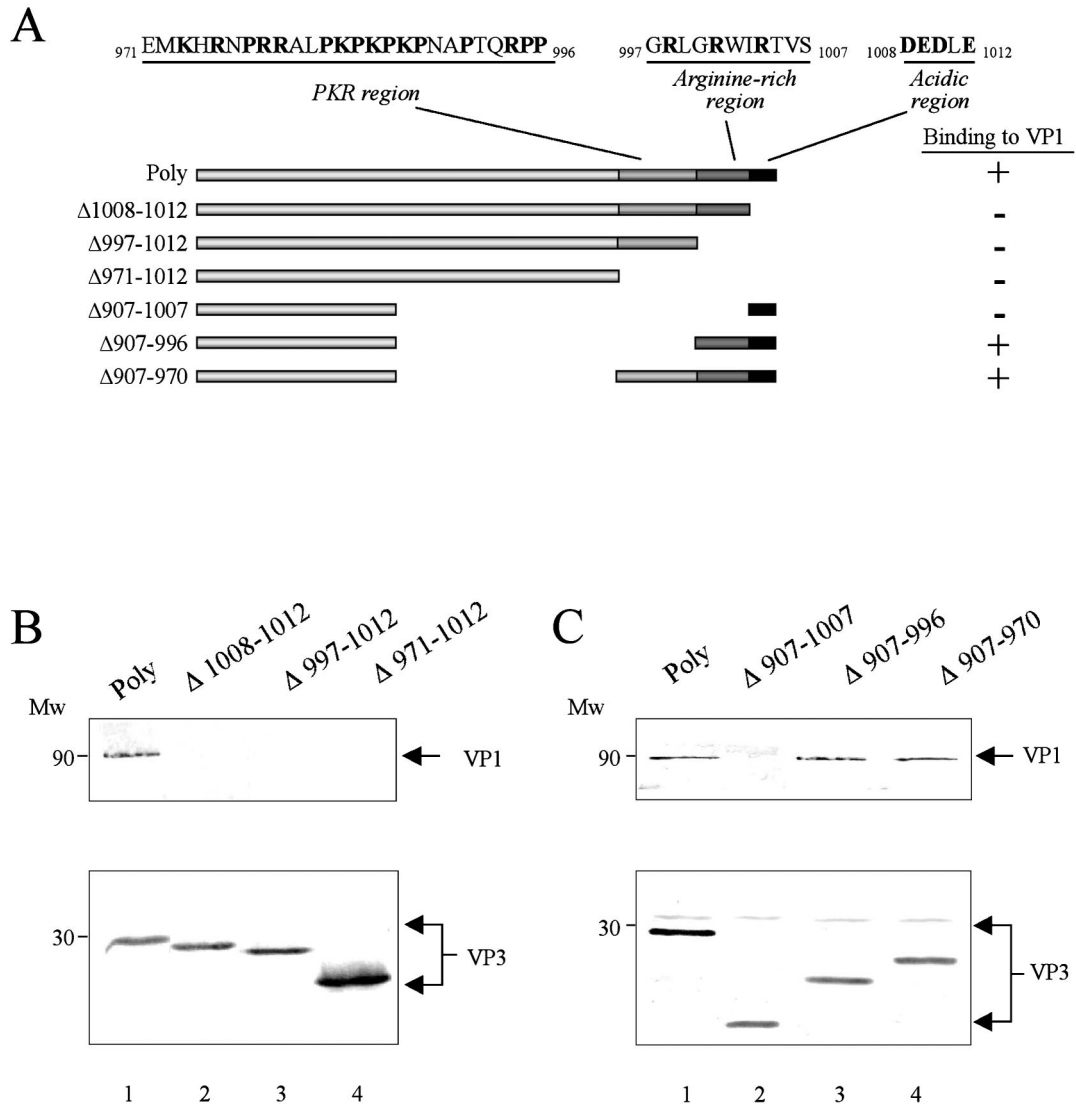 A
971 EMKHRNPRRALPKPKPKPNAPTQRPP 996 997 GRLGRWIRTVS 1007 1008 DEDLE 1012
PKR region
Arginine-rich
region
Acidic
region
Binding to VP1
Poly +
Δ1008-1012 -
Δ997-1012 -
Δ971-1012 -
Δ907-1007 -
Δ907-996 +
Δ907-970 +
B
Poly
Δ 1008-1012
Δ 997-1012
Δ 971-1012
Mw
90
VP1
30
VP3
1 2 3 4
C
Poly
Δ 907-1007
Δ 907-996
Δ 907-970
Mw
90
VP1
30
VP3
1 2 3 4